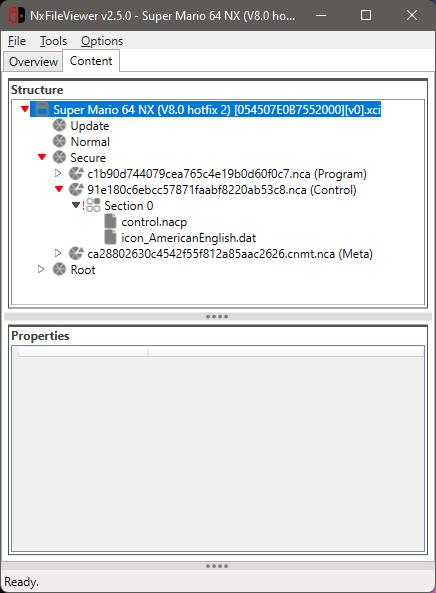 NxFileViewer v2.5.0 - Super Mario 64 NX (V8.0 ho...
File Tools Options
Overview Content
Structure
Super Mario 64 NX (V8.0 hotfix 2) [054507E0B7552000][v0].xci
Update
Normal
Secure
c1b90d744079cea765c4e19b0d60f0c7.nca (Program)
91e180c6ebcc57871faabf8220ab53c8.nca (Control)
Section 0
control.nacp
icon_AmericanEnglish.dat
ca28802630c4542f55f812a85aac2626.cnmt.nca (Meta)
Root
Properties
Ready.